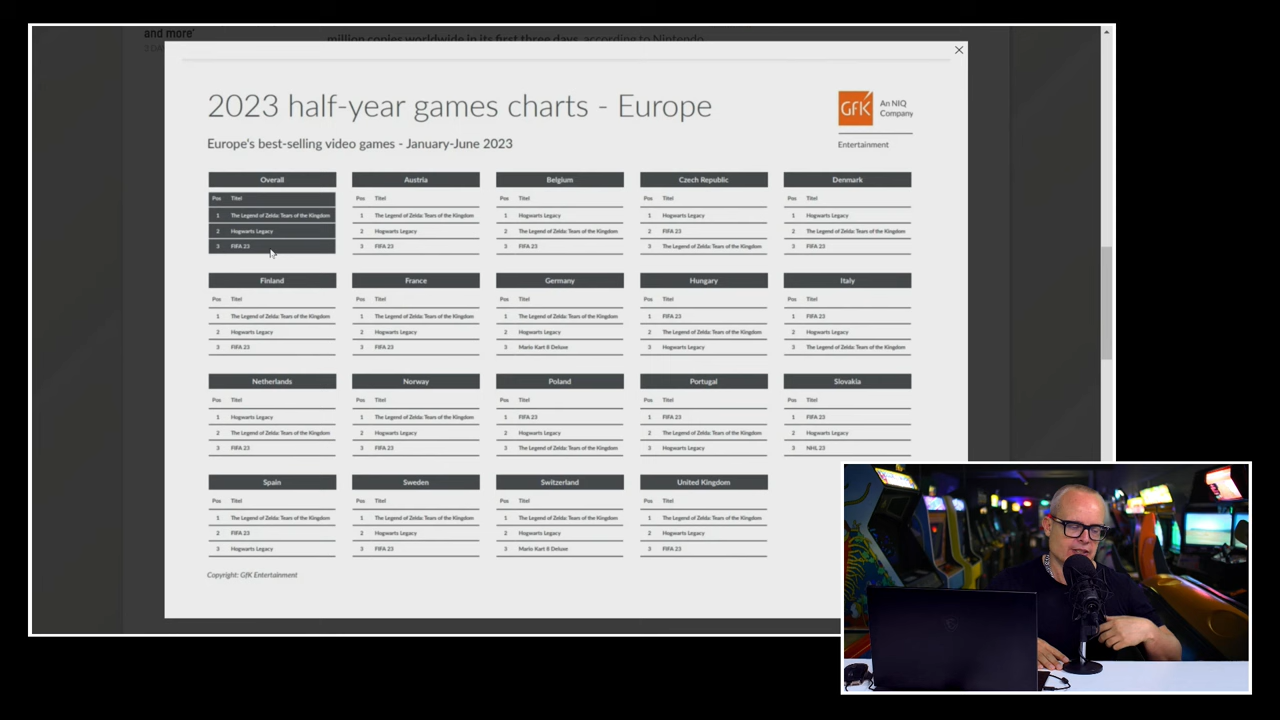 and more'
3 DA
million copies worldwide in its first three days, according to Nintendo
2023 half-year games charts - Europe
GfK
An NIQ
Company
Entertainment
Europe's best-selling video games - January-June 2023
Overall
Pos Titel
1 The Legend of Zelda: Tears of the Kingdom
2 Hogwarts Legacy
3 FIFA 23
Austria
Pos Titel
1 The Legend of Zelda: Tears of the Kingdom
2 Hogwarts Legacy
3 FIFA 23
Belgium
Pos Titel
1 Hogwarts Legacy
2 The Legend of Zelda: Tears of the Kingdom
3 FIFA 23
Czech Republic
Pos Titel
1 Hogwarts Legacy
2 FIFA 23
3 The Legend of Zelda: Tears of the Kingdom
Denmark
Pos Titel
1 Hogwarts Legacy
2 The Legend of Zelda: Tears of the Kingdom
3 FIFA 23
Finland
Pos Titel
1 The Legend of Zelda: Tears of the Kingdom
2 Hogwarts Legacy
3 FIFA 23
France
Pos Titel
1 The Legend of Zelda: Tears of the Kingdom
2 Hogwarts Legacy
3 FIFA 23
Germany
Pos Titel
1 The Legend of Zelda: Tears of the Kingdom
2 Hogwarts Legacy
3 Mario Kart 8 Deluxe
Hungary
Pos Titel
1 FIFA 23
2 The Legend of Zelda: Tears of the Kingdom
3 Hogwarts Legacy
Italy
Pos Titel
1 FIFA 23
2 Hogwarts Legacy
3 The Legend of Zelda: Tears of the Kingdom
Netherlands
Pos Titel
1 Hogwarts Legacy
2 The Legend of Zelda: Tears of the Kingdom
3 FIFA 23
Norway
Pos Titel
1 The Legend of Zelda: Tears of the Kingdom
2 Hogwarts Legacy
3 FIFA 23
Poland
Pos Titel
1 FIFA 23
2 Hogwarts Legacy
3 The Legend of Zelda: Tears of the Kingdom
Portugal
Pos Titel
1 FIFA 23
2 The Legend of Zelda: Tears of the Kingdom
3 Hogwarts Legacy
Slovakia
Pos Titel
1 FIFA 23
2 Hogwarts Legacy
3 NHL 23
Spain
Pos Titel
1 The Legend of Zelda: Tears of the Kingdom
2 FIFA 23
3 Hogwarts Legacy
Sweden
Pos Titel
1 The Legend of Zelda: Tears of the Kingdom
2 Hogwarts Legacy
3 FIFA 23
Switzerland
Pos Titel
1 The Legend of Zelda: Tears of the Kingdom
2 Hogwarts Legacy
3 Mario Kart 8 Deluxe
United Kingdom
Pos Titel
1 The Legend of Zelda: Tears of the Kingdom
2 Hogwarts Legacy
3 FIFA 23
Copyright: GfK Entertainment